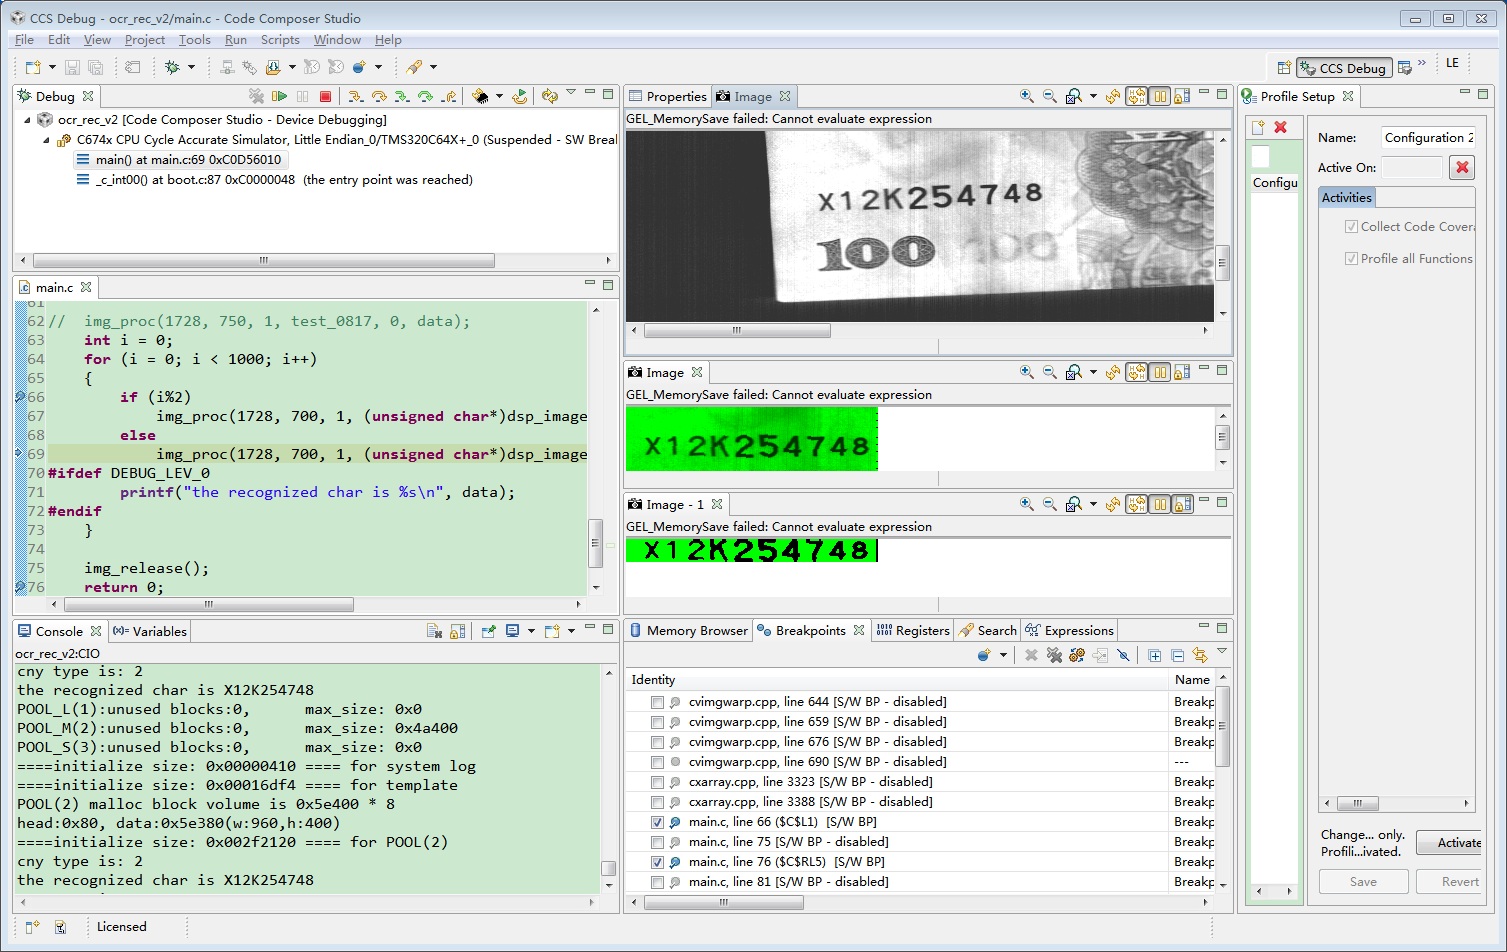 CCS Debug - ocr_rec_v2/main.c - Code Composer Studio
File Edit View Project Tools Run Scripts Window Help
CCS Debug
LE
Debug
ocr_rec_v2 [Code Composer Studio - Device Debugging]
C674x CPU Cycle Accurate Simulator, Little Endian_0/TMS320C64X+_0 (Suspended - SW Breal
main() at main.c:69 0xC0D56010
_c_int00() at boot.c:87 0xC0000048 (the entry point was reached)
main.c
61
62 // img_proc(1728, 750, 1, test_0817, 0, data);
63 int i = 0;
64 for (i = 0; i < 1000; i++)
65 {
66 if (i%2)
67 img_proc(1728, 700, 1, (unsigned char*)dsp_image
68 else
69 img_proc(1728, 700, 1, (unsigned char*)dsp_image
70 #ifdef DEBUG_LEV_0
71 printf("the recognized char is %s\n", data);
72 #endif
73 }
74
75 img_release();
76 return 0;
Console (x)= Variables
ocr_rec_v2:CIO
cny type is: 2
the recognized char is X12K254748
POOL_L(1):unused blocks:0, max_size: 0x0
POOL_M(2):unused blocks:0, max_size: 0x4a400
POOL_S(3):unused blocks:0, max_size: 0x0
====initialize size: 0x00000410 ==== for system log
====initialize size: 0x00016df4 ==== for template
POOL(2) malloc block volume is 0x5e400 * 8
head:0x80, data:0x5e380(w:960,h:400)
====initialize size: 0x002f2120 ==== for POOL(2)
cny type is: 2
the recognized char is X12K254748
Properties Image
GEL_MemorySave failed: Cannot evaluate expression
X12K254748
100 100
Image
GEL_MemorySave failed: Cannot evaluate expression
X12K254748
Image - 1
GEL_MemorySave failed: Cannot evaluate expression
X12K254748
Memory Browser Breakpoints Registers Search Expressions
Identity Name
cvimgwarp.cpp, line 644 [S/W BP - disabled] Breakp
cvimgwarp.cpp, line 659 [S/W BP - disabled] Breakp
cvimgwarp.cpp, line 676 [S/W BP - disabled] Breakp
cvimgwarp.cpp, line 690 [S/W BP - disabled] ---
cxarray.cpp, line 3323 [S/W BP - disabled] Breakp
cxarray.cpp, line 3388 [S/W BP - disabled] Breakp
main.c, line 66 ($C$L1) [S/W BP] Breakp
main.c, line 75 [S/W BP - disabled] Breakp
main.c, line 76 ($C$RL5) [S/W BP] Breakp
main.c, line 81 [S/W BP - disabled] Breakp
Profile Setup
Configu
Name: Configuration 2
Active On:
Activities
Collect Code Covera
Profile all Functions
Change... only.
Profili...ivated.
Activate
Save Revert
Licensed